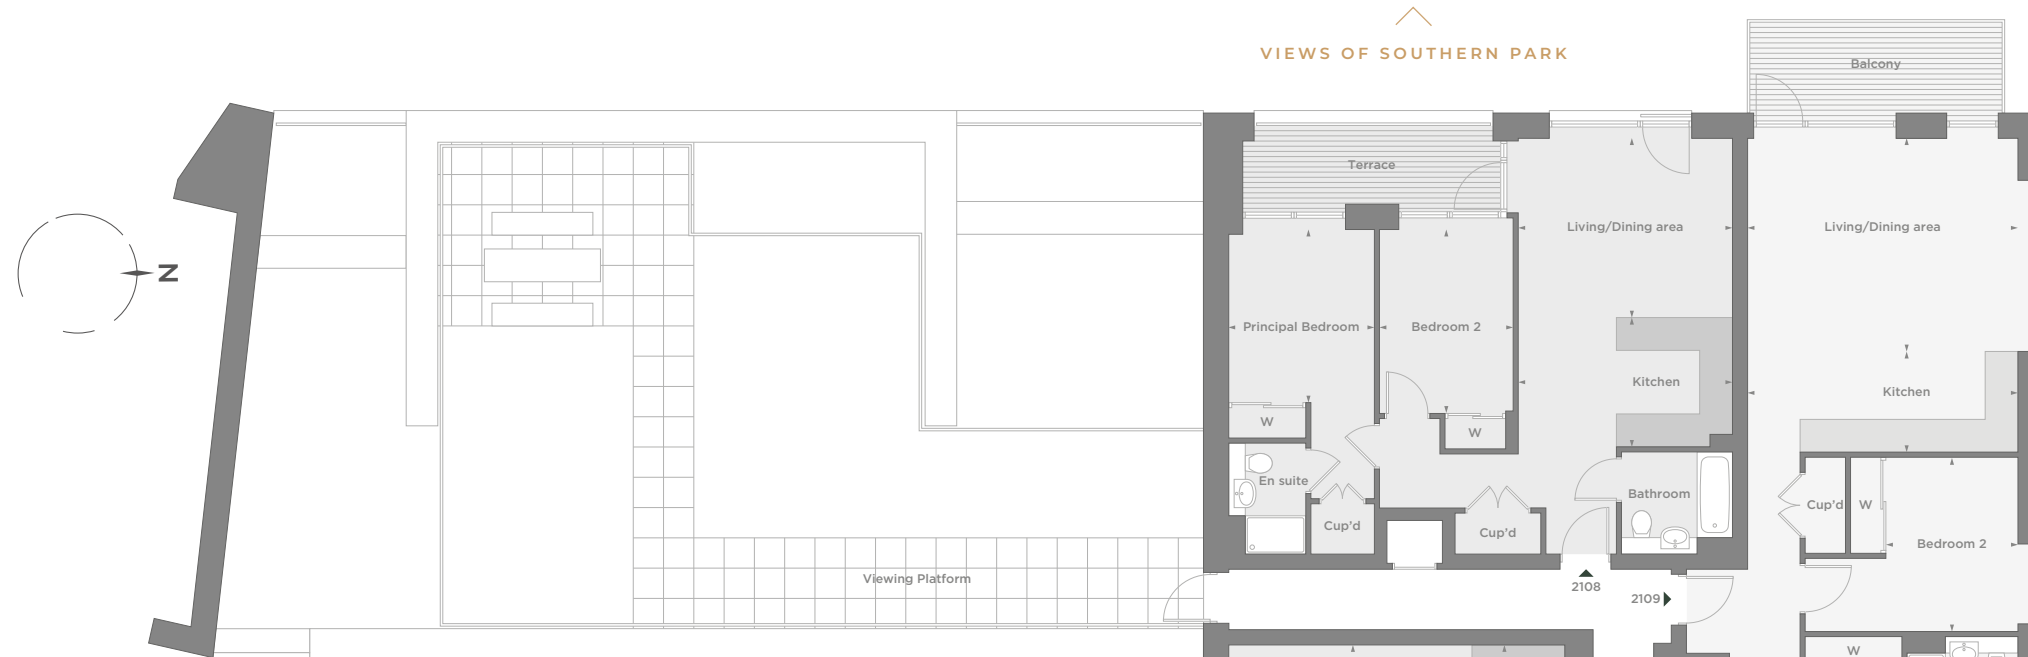 VIEWS OF SOUTHERN PARK
Balcony
Terrace
Living/Dining area
Living/Dining area
N
Principal Bedroom
Bedroom 2
Kitchen
Kitchen
W
W
En suite
Bathroom
Cup'd
W
Cup'd
Cup'd
Bedroom 2
Viewing Platform
2108
2109
W